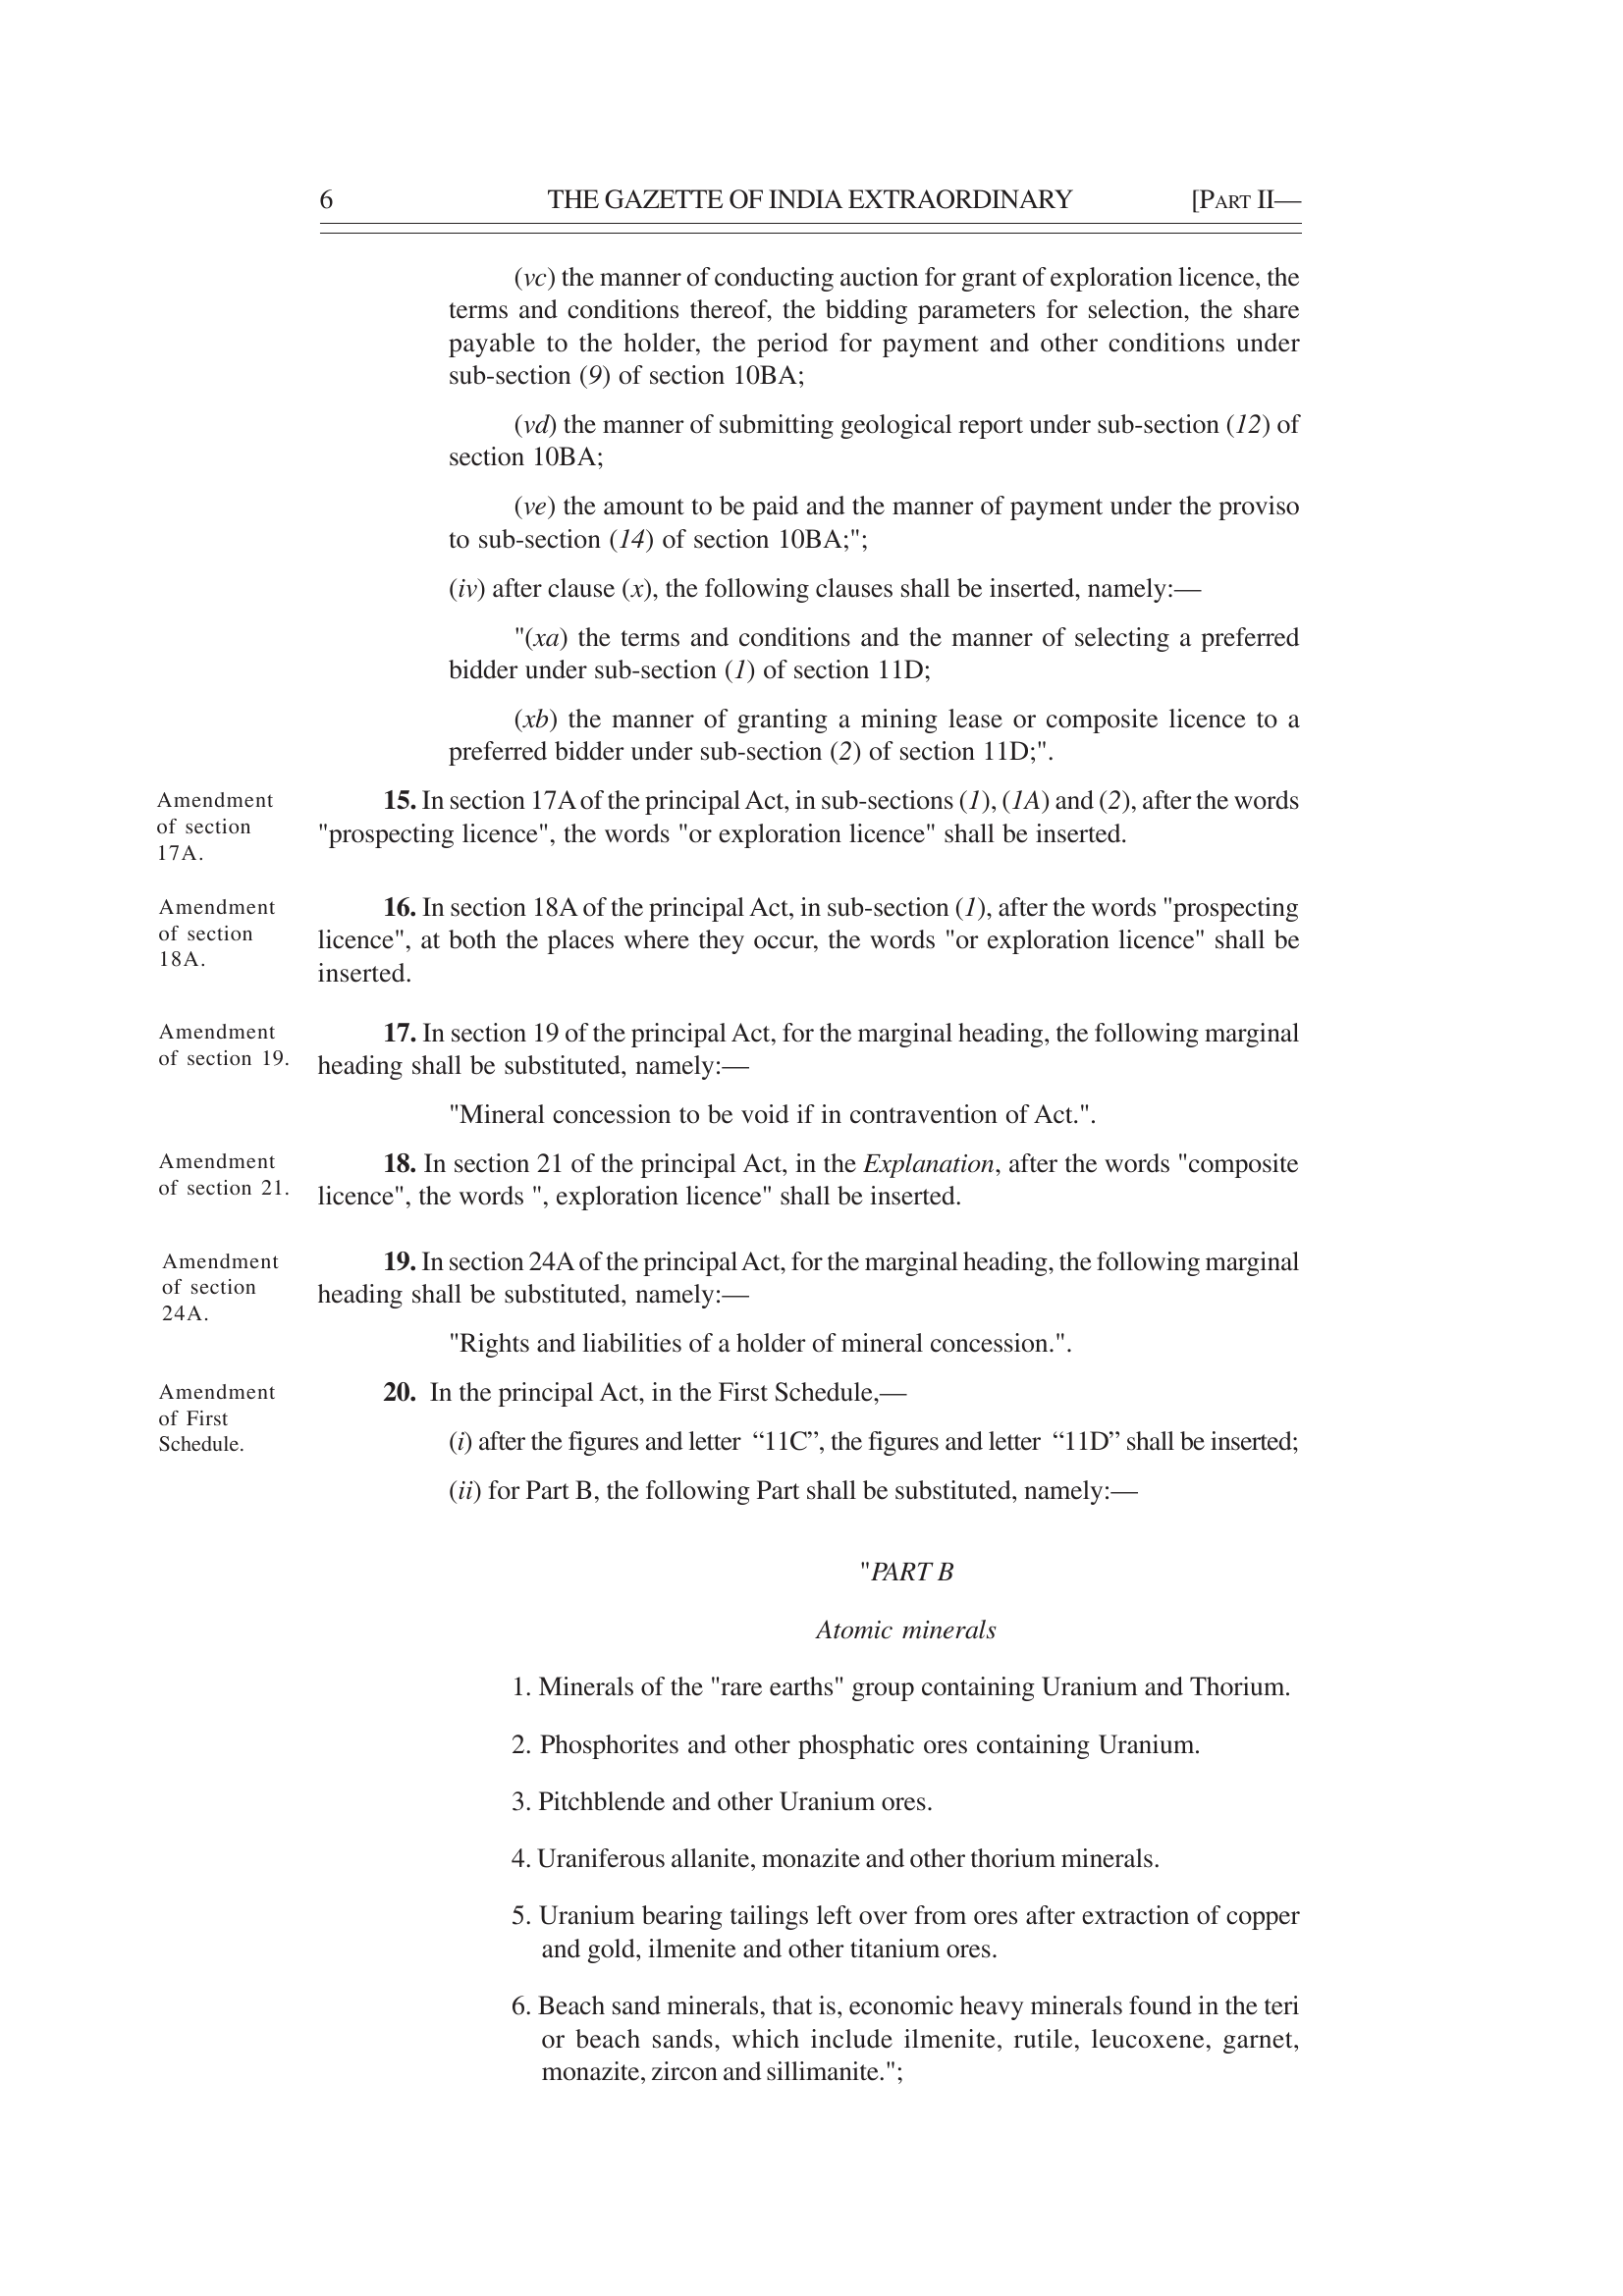 6 THE GAZETTE OF INDIA EXTRAORDINARY [PART II—
(vc) the manner of conducting auction for grant of exploration licence, the
terms and conditions thereof, the bidding parameters for selection, the share
payable to the holder, the period for payment and other conditions under
sub-section (9) of section 10BA;
(vd) the manner of submitting geological report under sub-section (12) of
section 10BA;
(ve) the amount to be paid and the manner of payment under the proviso
to sub-section (14) of section 10BA;";
(iv) after clause (x), the following clauses shall be inserted, namely:—
"(xa) the terms and conditions and the manner of selecting a preferred
bidder under sub-section (1) of section 11D;
(xb) the manner of granting a mining lease or composite licence to a
preferred bidder under sub-section (2) of section 11D;".
Amendment
of section
17A.
15. In section 17A of the principal Act, in sub-sections (1), (1A) and (2), after the words
"prospecting licence", the words "or exploration licence" shall be inserted.
Amendment
of section
18A.
16. In section 18A of the principal Act, in sub-section (1), after the words "prospecting
licence", at both the places where they occur, the words "or exploration licence" shall be
inserted.
Amendment
of section 19.
17. In section 19 of the principal Act, for the marginal heading, the following marginal
heading shall be substituted, namely:—
"Mineral concession to be void if in contravention of Act.".
Amendment
of section 21.
18. In section 21 of the principal Act, in the Explanation, after the words "composite
licence", the words ", exploration licence" shall be inserted.
Amendment
of section
24A.
19. In section 24A of the principal Act, for the marginal heading, the following marginal
heading shall be substituted, namely:—
"Rights and liabilities of a holder of mineral concession.".
Amendment
of First
Schedule.
20. In the principal Act, in the First Schedule,—
(i) after the figures and letter “11C”, the figures and letter “11D” shall be inserted;
(ii) for Part B, the following Part shall be substituted, namely:—
"PART B
Atomic minerals
1. Minerals of the "rare earths" group containing Uranium and Thorium.
2. Phosphorites and other phosphatic ores containing Uranium.
3. Pitchblende and other Uranium ores.
4. Uraniferous allanite, monazite and other thorium minerals.
5. Uranium bearing tailings left over from ores after extraction of copper
and gold, ilmenite and other titanium ores.
6. Beach sand minerals, that is, economic heavy minerals found in the teri
or beach sands, which include ilmenite, rutile, leucoxene, garnet,
monazite, zircon and sillimanite.";